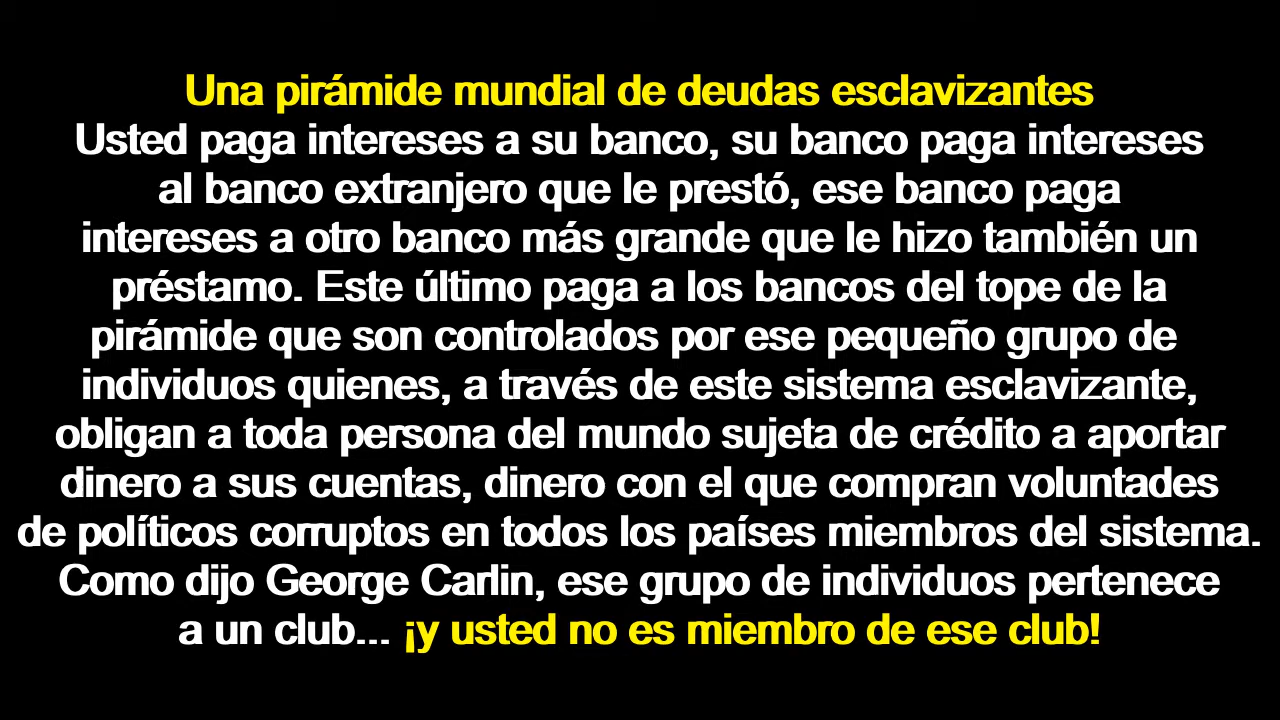 Una pirámide mundial de deudas esclavizantes
Usted paga intereses a su banco, su banco paga intereses
al banco extranjero que le prestó, ese banco paga
intereses a otro banco más grande que le hizo también un
préstamo. Este último paga a los bancos del tope de la
pirámide que son controlados por ese pequeño grupo de
individuos quienes, a través de este sistema esclavizante,
obligan a toda persona del mundo sujeta de crédito a aportar
dinero a sus cuentas, dinero con el que compran voluntades
de políticos corruptos en todos los países miembros del sistema.
Como dijo George Carlin, ese grupo de individuos pertenece
a un club... ¡y usted no es miembro de ese club!